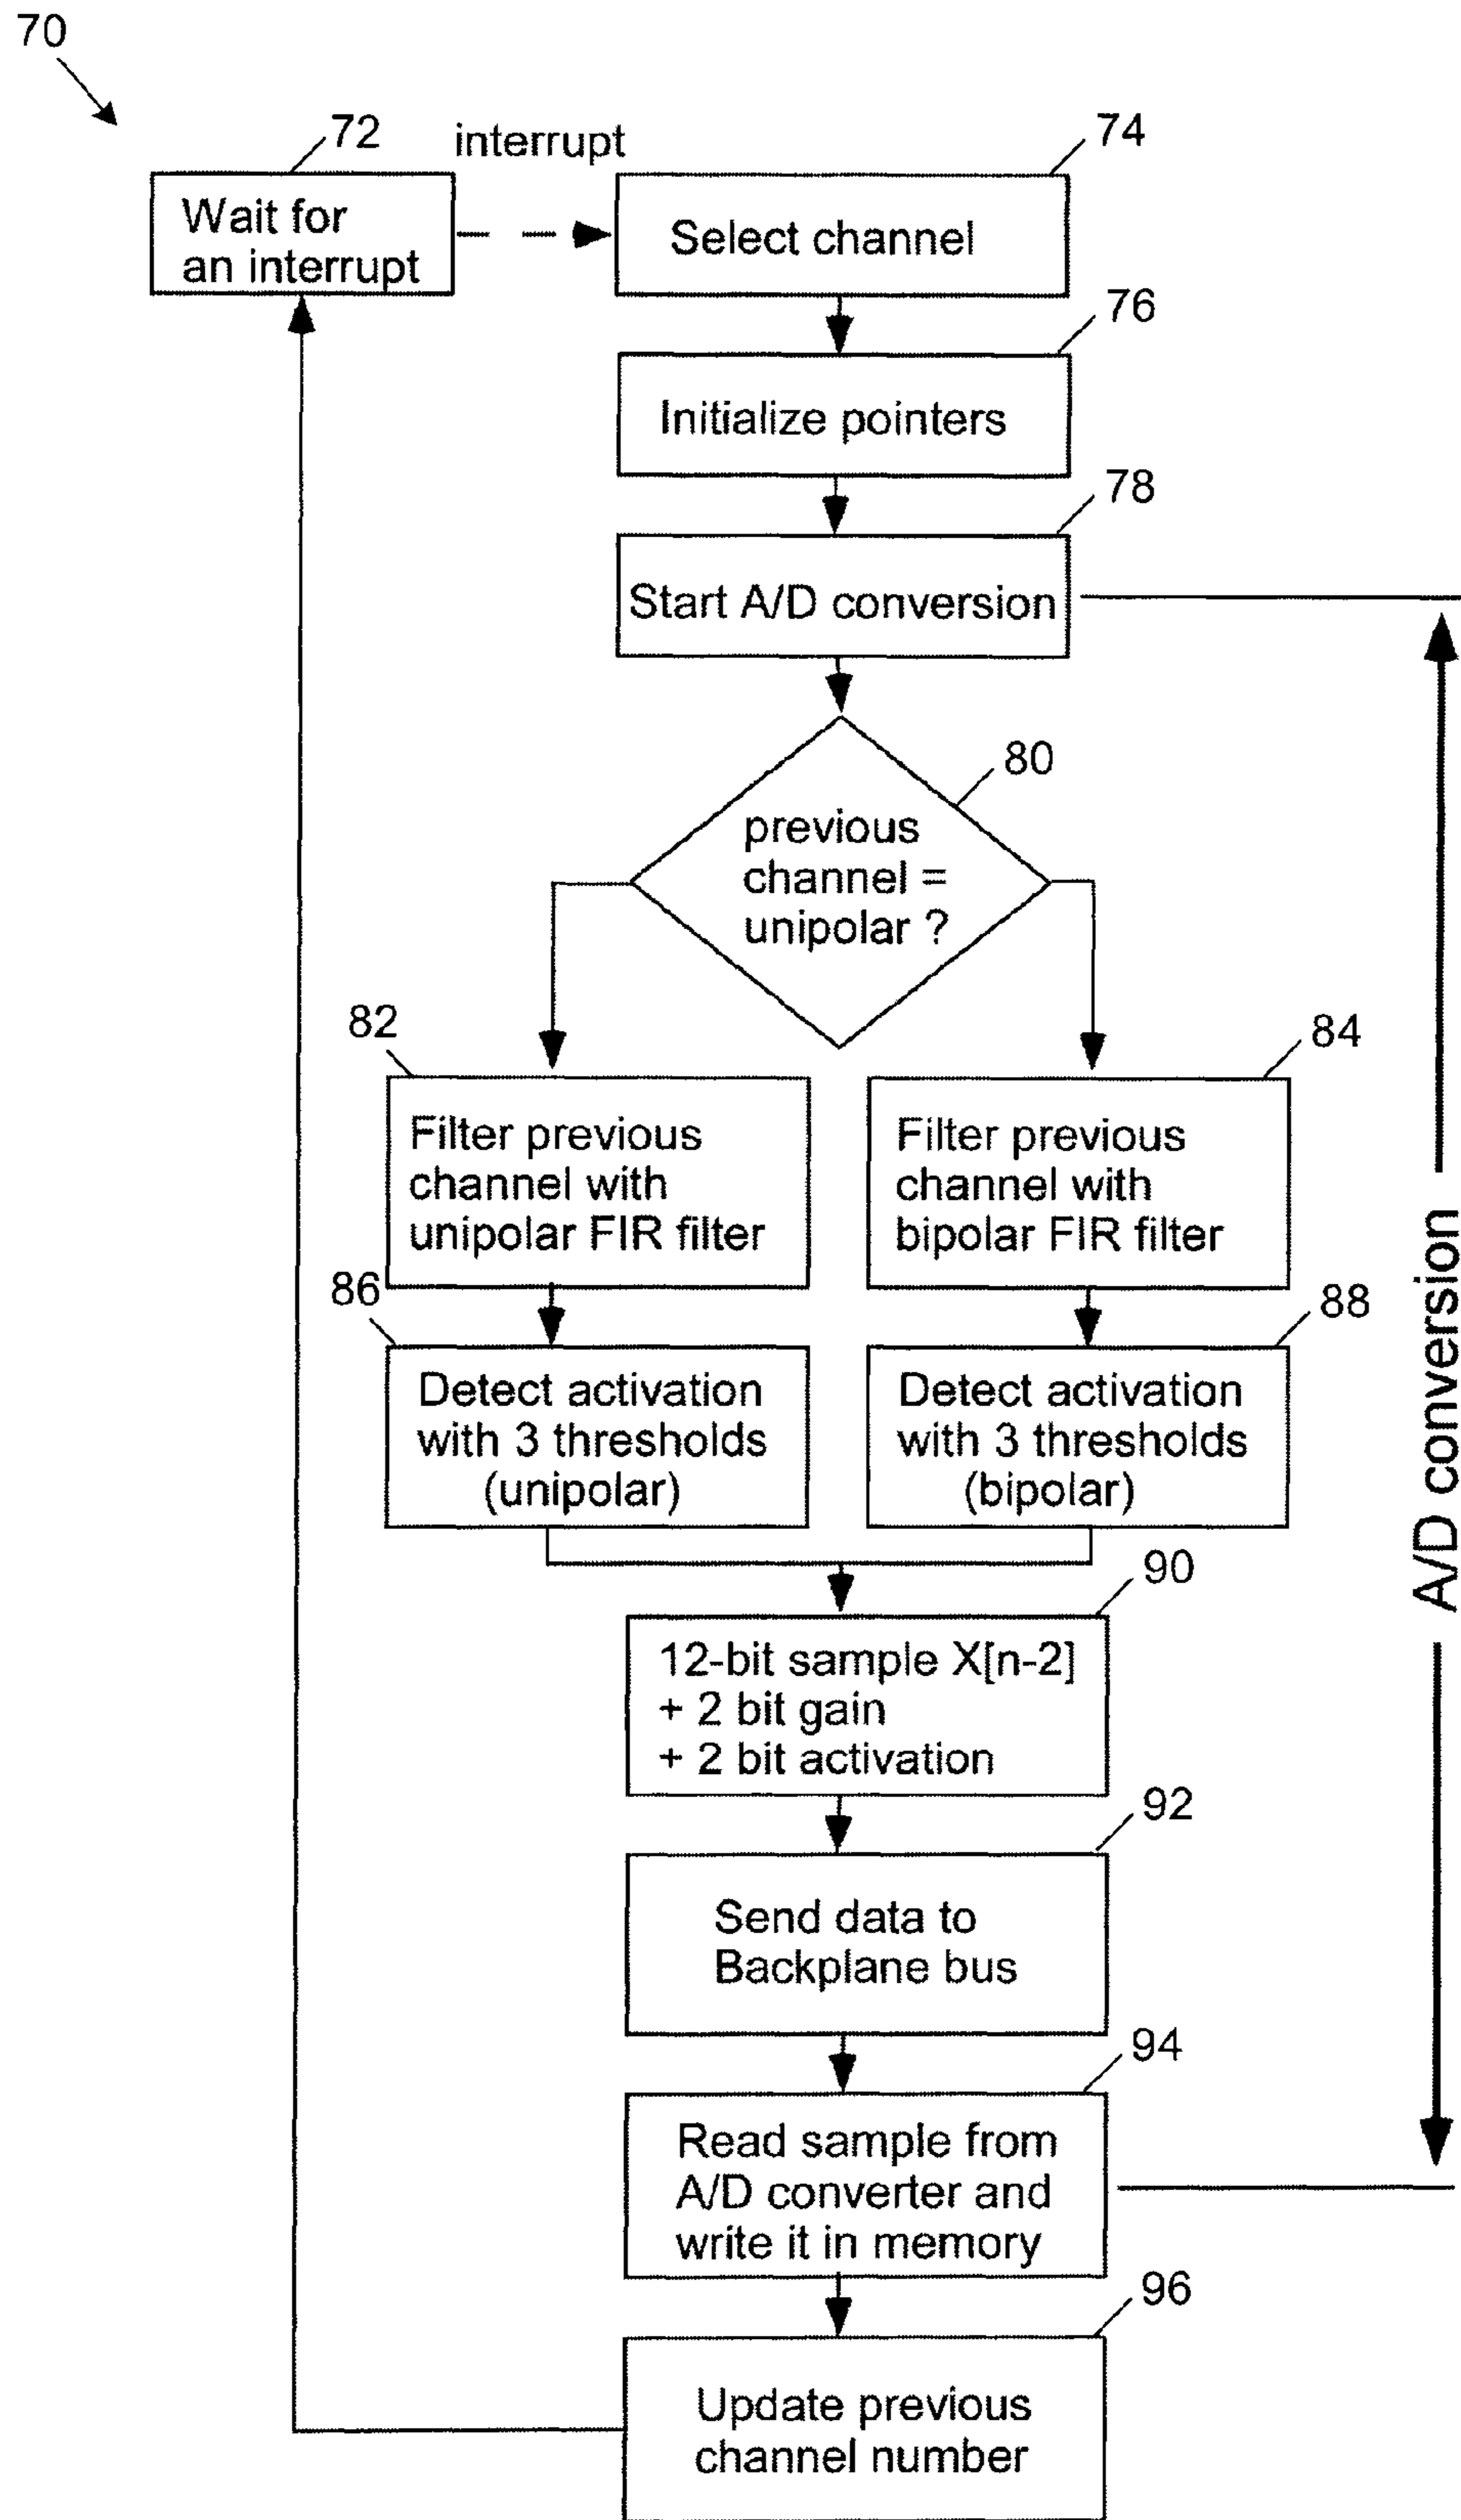 70
72
interrupt
74
Wait for
an interrupt
Select channel
76
Initialize pointers
78
Start A/D conversion
80
previous
channel =
unipolar ?
82
84
Filter previous
channel with
unipolar FIR filter
Filter previous
channel with
bipolar FIR filter
86
88
Detect activation
with 3 thresholds
(unipolar)
Detect activation
with 3 thresholds
(bipolar)
A/D conversion
90
12-bit sample X[n-2]
+ 2 bit gain
+ 2 bit activation
92
Send data to
Backplane bus
94
Read sample from
A/D converter and
write it in memory
96
Update previous
channel number